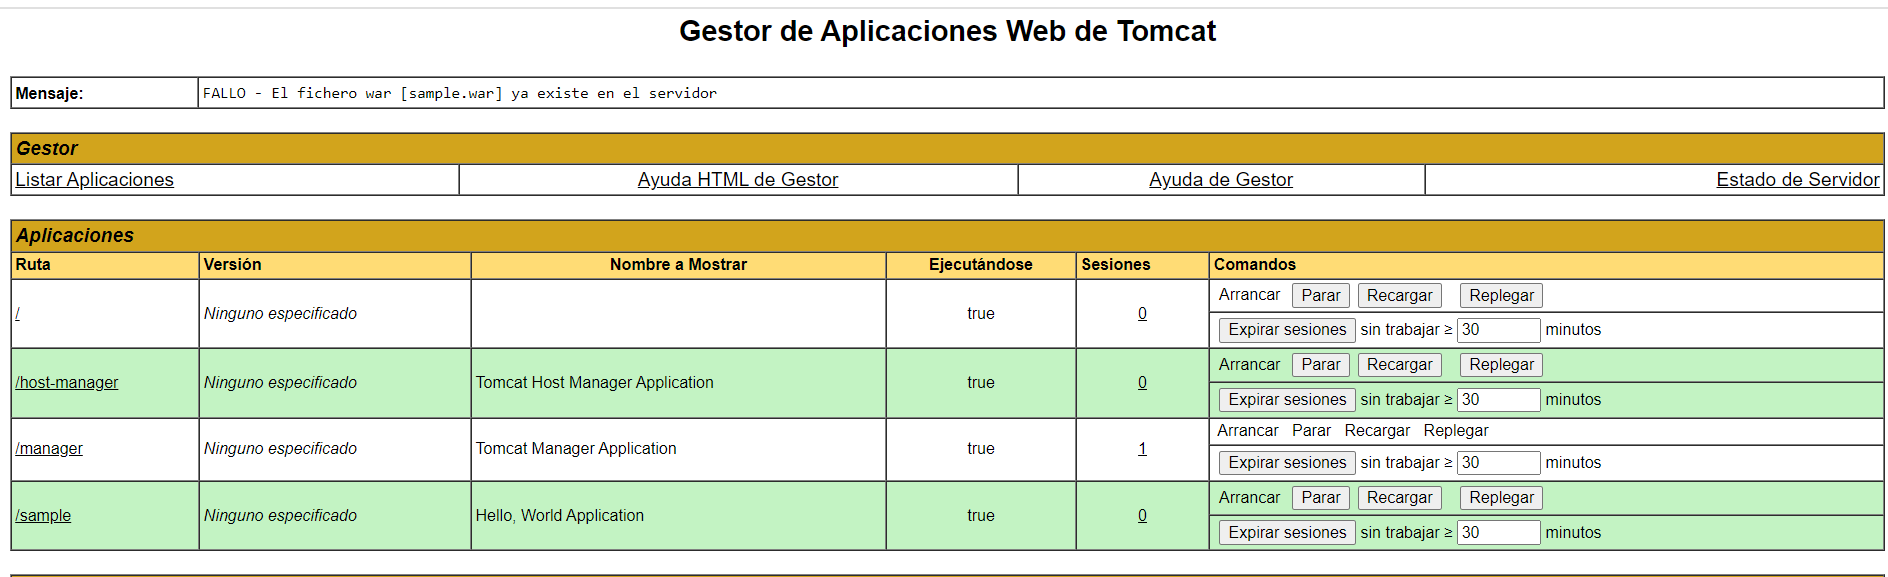 Gestor de Aplicaciones Web de Tomcat
Mensaje: FALLO - El fichero war [sample.war] ya existe en el servidor
Gestor
Listar Aplicaciones Ayuda HTML de Gestor Ayuda de Gestor Estado de Servidor
Aplicaciones
Ruta Versión Nombre a Mostrar Ejecutándose Sesiones Comandos
/ Ninguno especificado true 0 Arrancar Parar Recargar Replegar
Expirar sesiones sin trabajar ≥ 30 minutos
/host-manager Ninguno especificado Tomcat Host Manager Application true 0 Arrancar Parar Recargar Replegar
Expirar sesiones sin trabajar ≥ 30 minutos
/manager Ninguno especificado Tomcat Manager Application true 1 Arrancar Parar Recargar Replegar
Expirar sesiones sin trabajar ≥ 30 minutos
/sample Ninguno especificado Hello, World Application true 0 Arrancar Parar Recargar Replegar
Expirar sesiones sin trabajar ≥ 30 minutos